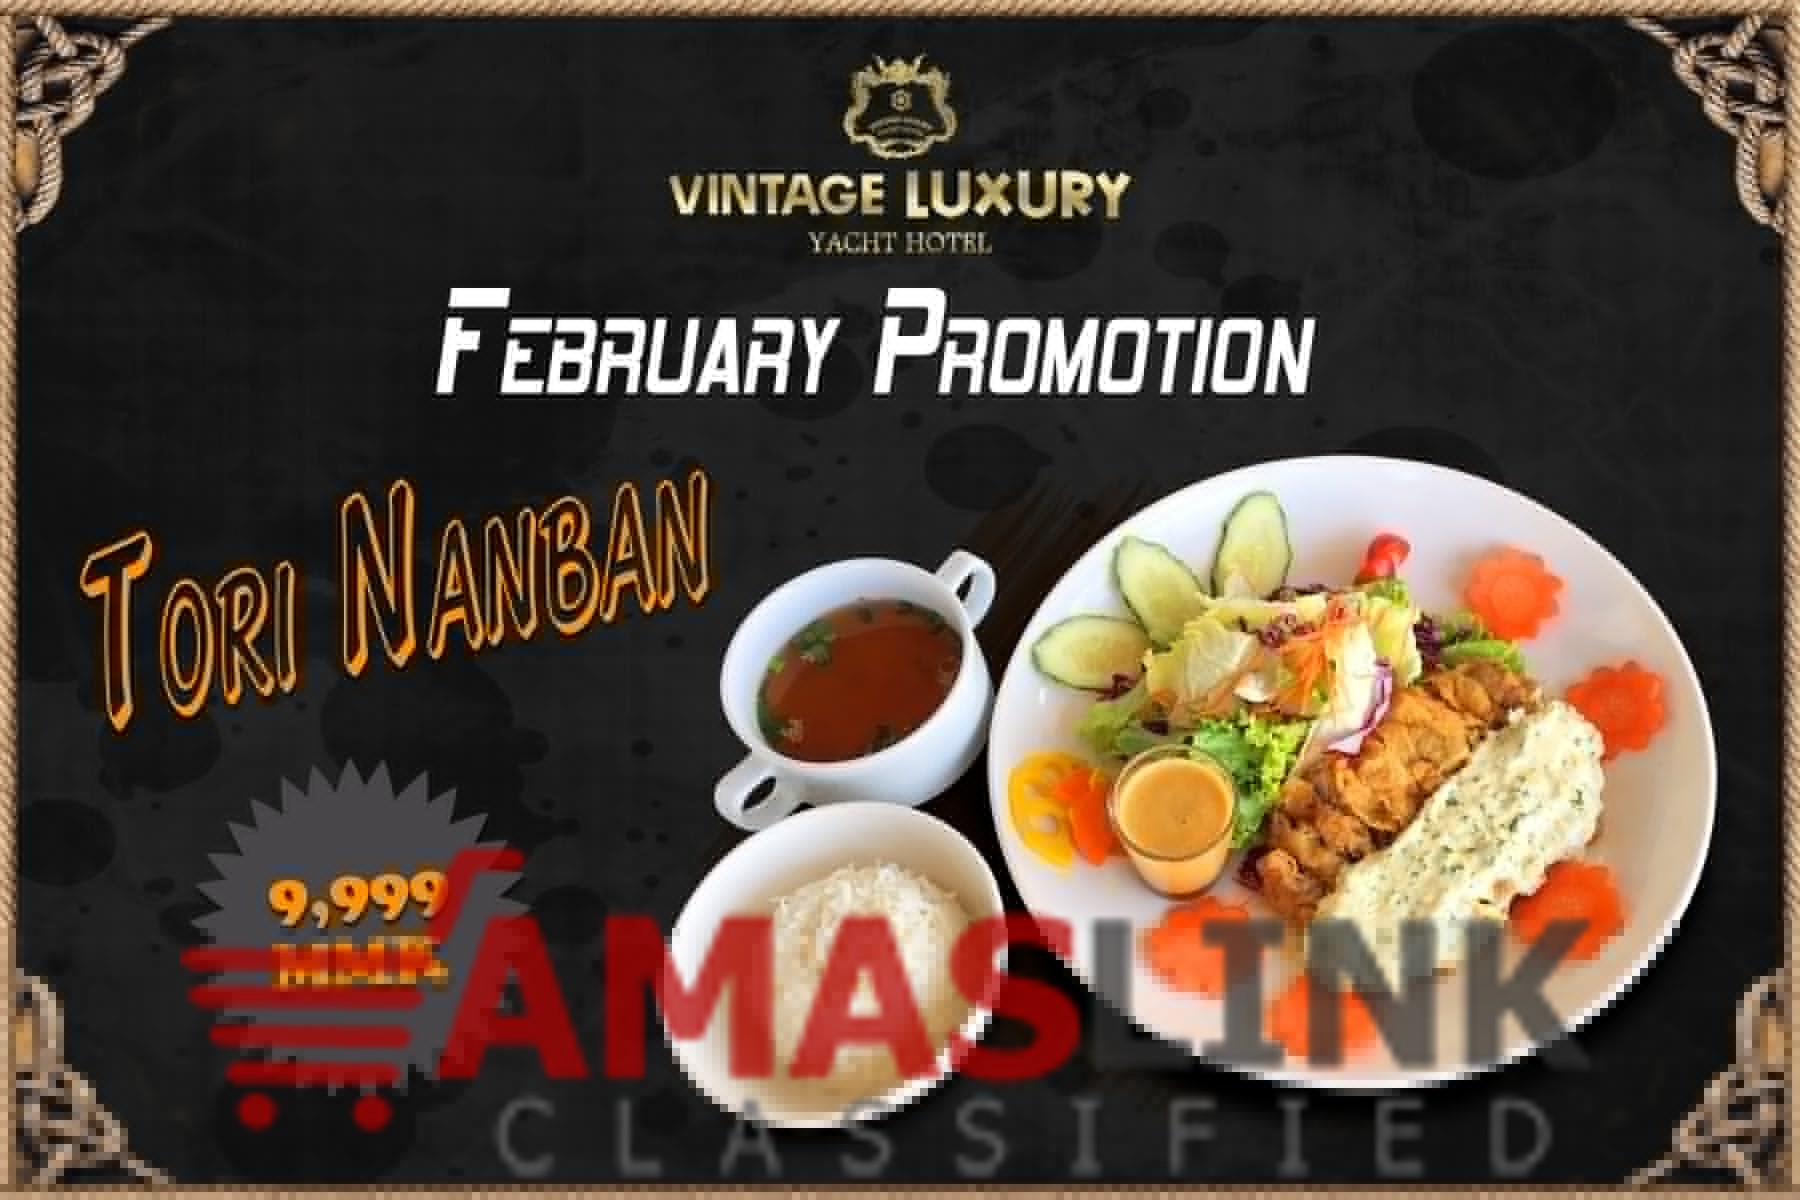 VINTAGE LUXURY
YACHT HOTEL
FEBRUARY PROMOTION
TORI NANBAN
9,999
MMK
AMASLINK
CLASSIFIED